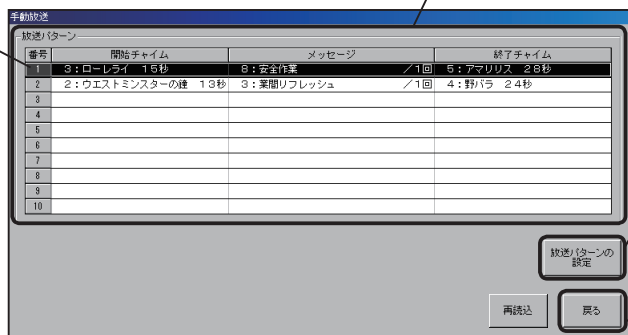 手動放送
放送パターン
番号 開始チャイム メッセージ 終了チャイム
1 3：ローレライ 15秒 8：安全作業 ／1回 5：アマリリス 28秒
2 2：ウエストミンスターの鐘 13秒 3：業間リフレッシュ ／1回 4：野バラ 24秒
3
4
5
6
7
8
9
10
放送パターンの
設定
再読込 戻る